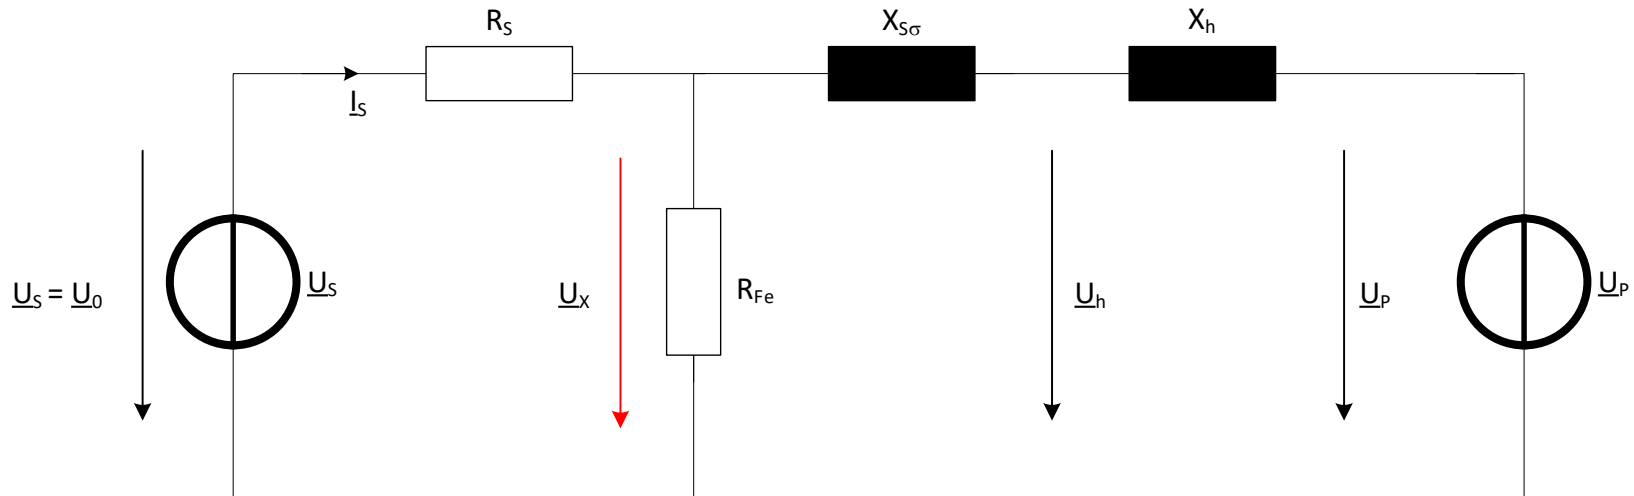 R_S
X_Sσ
X_h
I_S
U_S = U_0
U_S
U_X
R_Fe
U_h
U_P
U_P